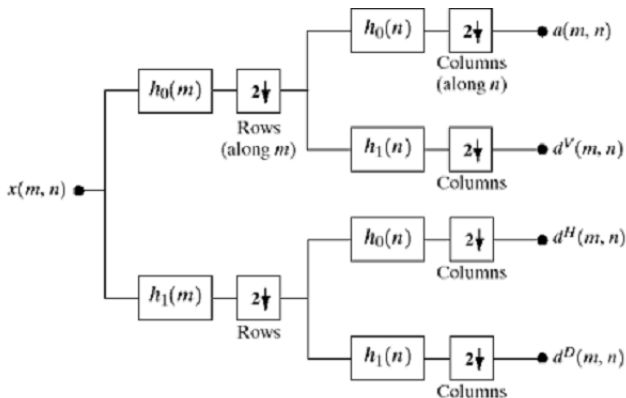 h₀(n) 2↓ a(m, n)
Columns
(along n)
h₀(m) 2↓
Rows
(along m)
h₁(n) 2↓ dⱽ(m, n)
Columns
x(m, n)
h₀(n) 2↓ dᴴ(m, n)
Columns
h₁(m) 2↓
Rows
h₁(n) 2↓ dᴰ(m, n)
Columns